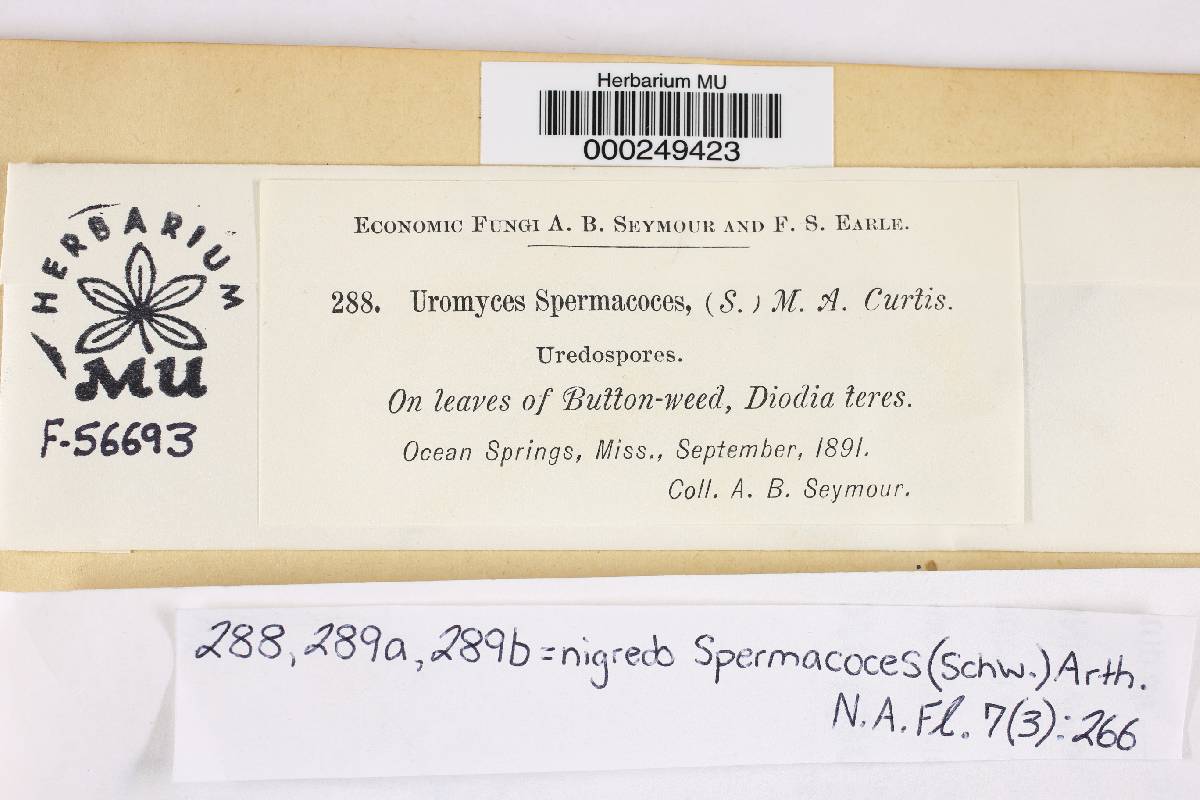 Herbarium MU
000249423
HERBARIUM
MU
F-56693
Economic Fungi A. B. Seymour and F. S. Earle.
288. Uromyces Spermacoces, (S.) M. A. Curtis.
Uredospores.
On leaves of Button-weed, Diodia teres.
Ocean Springs, Miss., September, 1891.
Coll. A. B. Seymour.
288, 289a, 289b = nigredo Spermacoces (Schw.) Arth.
N.A.Fl. 7(3): 266